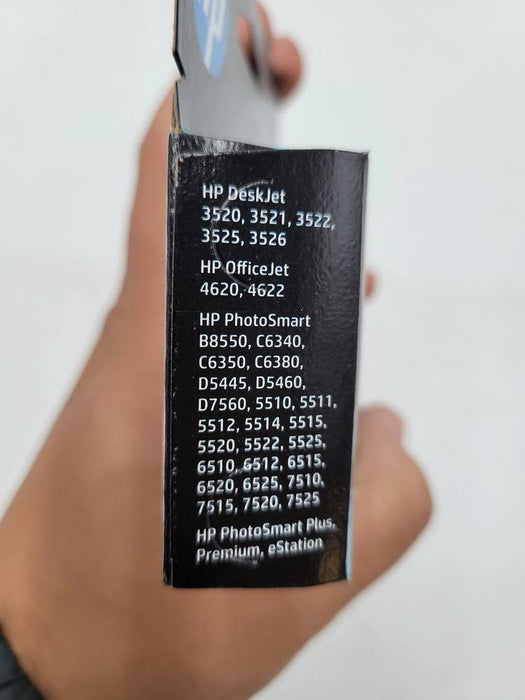 HP DeskJet
3520, 3521, 3522,
3525, 3526
HP OfficeJet
4620, 4622
HP PhotoSmart
B8550, C6340,
C6350, C6380,
D5445, D5460,
D7560, 5510, 5511,
5512, 5514, 5515,
5520, 5522, 5525,
6510, 6512, 6515,
6520, 6525, 7510,
7515, 7520, 7525
HP PhotoSmart Plus,
Premium, eStation